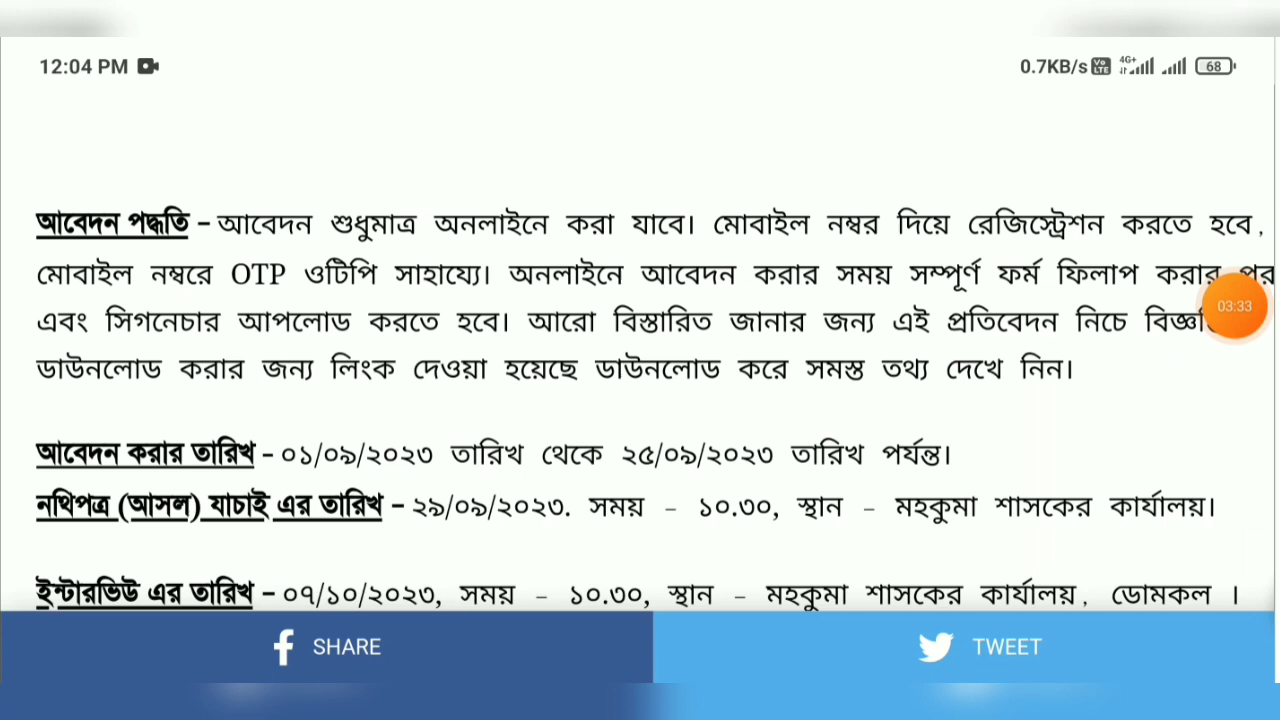 12:04 PM 0.7KB/s Vo LTE 4G+ 68
আবেদন পদ্ধতি – আবেদন শুধুমাত্র অনলাইনে করা যাবে। মোবাইল নম্বর দিয়ে রেজিস্ট্রেশন করতে হবে,
মোবাইল নম্বরে OTP ওটিপি সাহায্যে। অনলাইনে আবেদন করার সময় সম্পূর্ণ ফর্ম ফিলাপ করার পর
03:33
এবং সিগনেচার আপলোড করতে হবে। আরো বিস্তারিত জানার জন্য এই প্রতিবেদন নিচে
ডাউনলোড করার জন্য লিংক দেওয়া হয়েছে ডাউনলোড করে সমস্ত তথ্য দেখে নিন।
আবেদন করার তারিখ – ০১/০৯/২০২৩ তারিখ থেকে ২৫/০৯/২০২৩ তারিখ পর্যন্ত।
নথিপত্র (আসল) যাচাই এর তারিখ – ২৯/০৯/২০২৩. সময় – ১০.৩০, স্থান – মহকুমা শাসকের কার্যালয়।
ইন্টারভিউ এর তারিখ – ০৭/১০/২০২৩, সময় – ১০.৩০, স্থান – মহকুমা শাসকের কার্যালয়, ডোমকল ।
SHARE TWEET